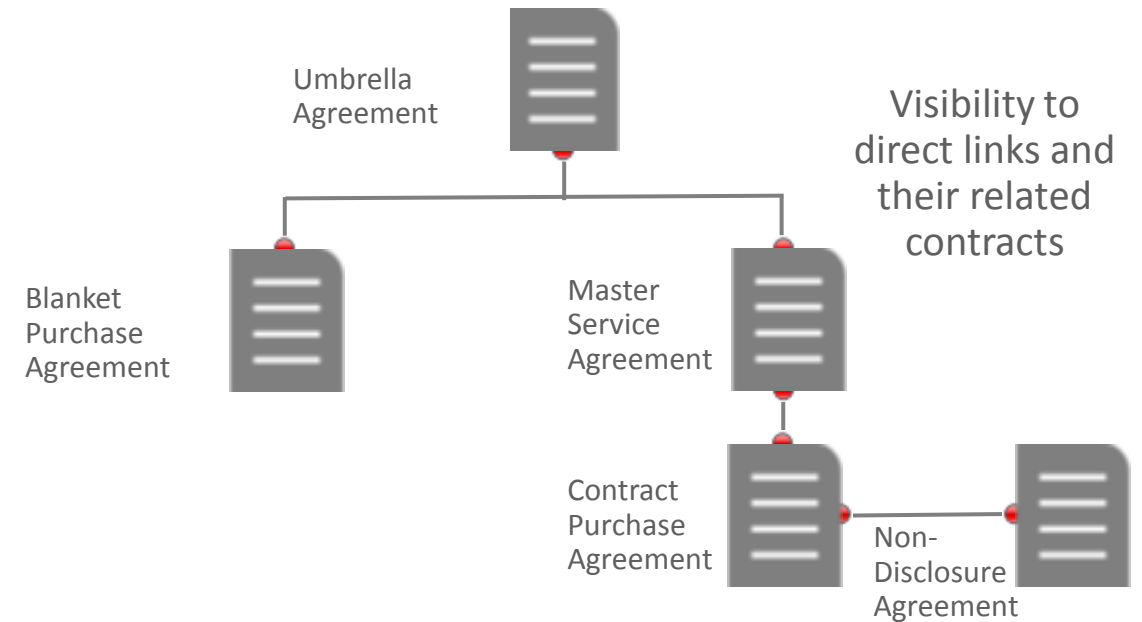 Umbrella
Agreement
Visibility to
direct links and
their related
contracts
Blanket
Purchase
Agreement
Master
Service
Agreement
Contract
Purchase
Agreement
Non-
Disclosure
Agreement